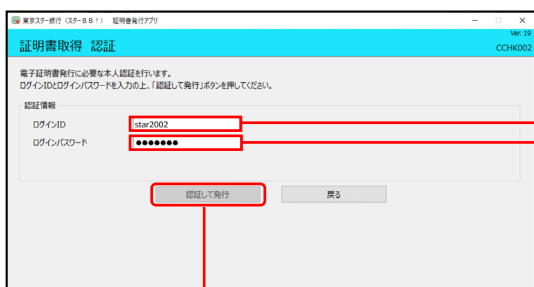 東京スター銀行(スターBB!) 証明書発行アプリ
Ver. 19
証明書取得 認証
CCHK002
電子証明書発行に必要な本人認証を行います。
ログインIDとログインパスワードを入力の上、「認証して発行」ボタンを押してください。
認証情報
ログインID star2002
ログインパスワード ●●●●●●●
認証して発行 戻る